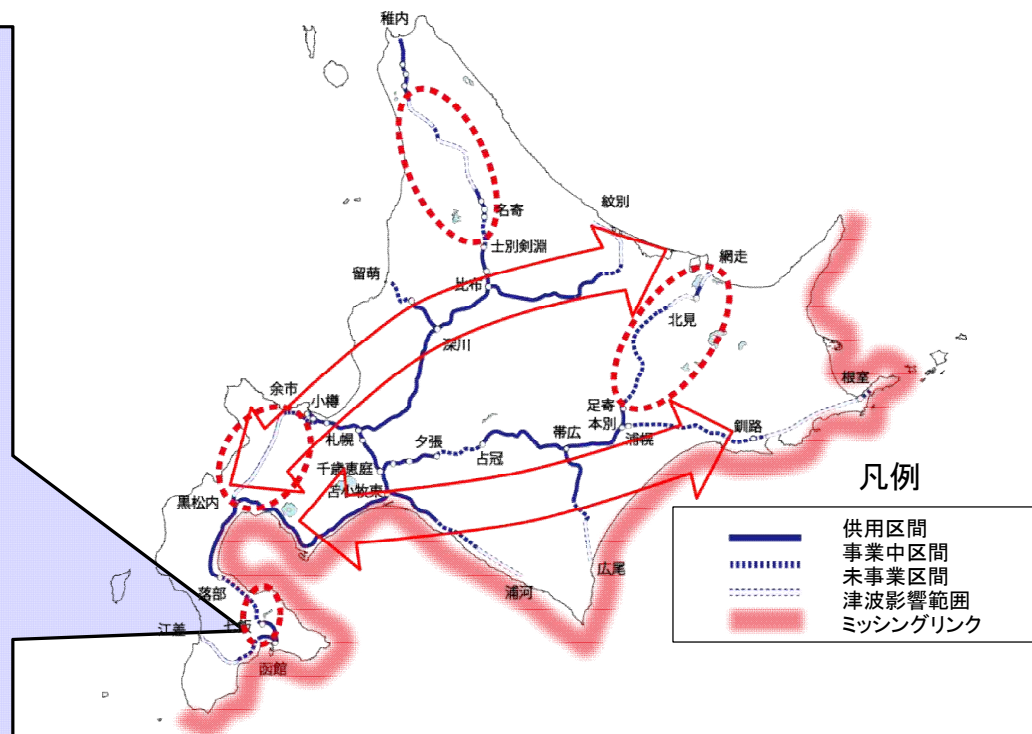 稚内
名寄
紋別
士別剣淵
網走
留萌
比布
北見
深川
余市
小樽
根室
足寄
札幌
夕張
本別
釧路
帯広
浦幌
占冠
千歳恵庭
苫小牧東
黒松内
凡例
供用区間
事業中区間
未事業区間
津波影響範囲
ミッシングリンク
広尾
浦河
落部
七飯
江差
函館